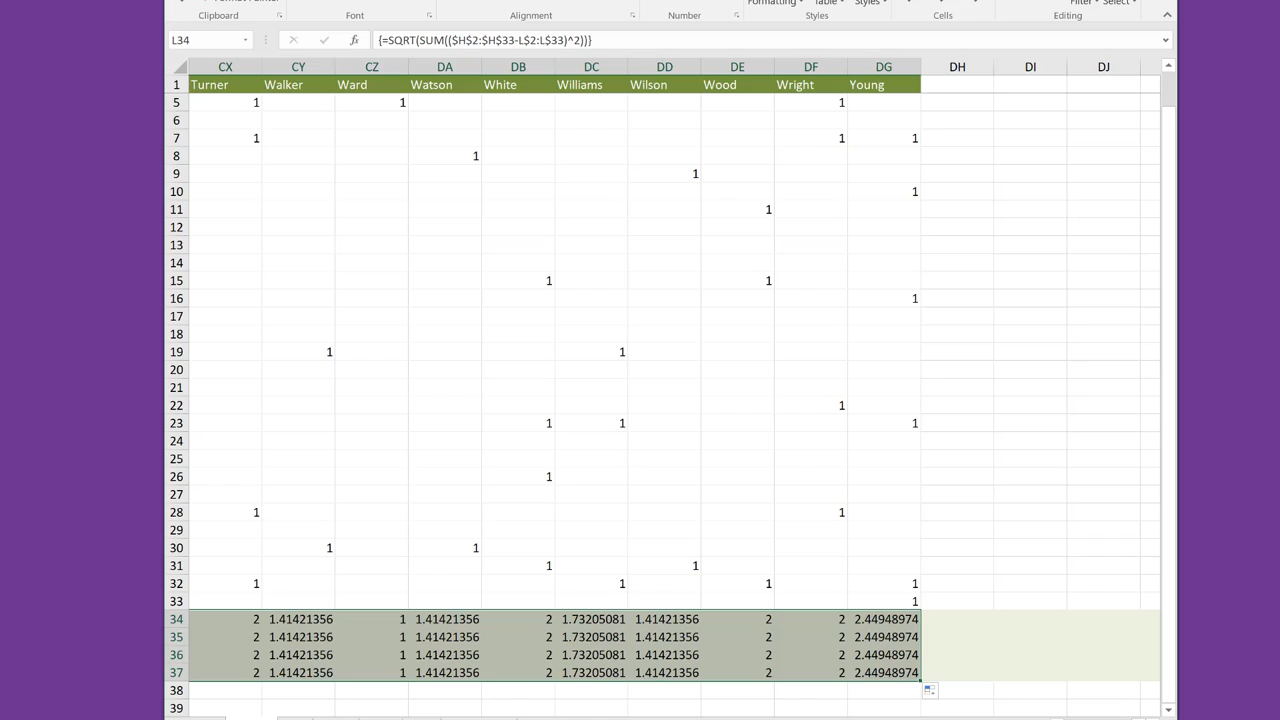 Format Painter Formatting Table Styles Filter Select
Clipboard Font Alignment Number Styles Cells Editing
L34 fx {=SQRT(SUM(($H$2:$H$33-L$2:L$33)^2))}
CX CY CZ DA DB DC DD DE DF DG DH DI DJ
1 Turner Walker Ward Watson White Williams Wilson Wood Wright Young
5 1 1 1
6
7 1 1 1
8 1
9 1
10 1
11 1
12
13
14
15 1 1
16 1
17
18
19 1 1
20
21
22 1
23 1 1 1
24
25
26 1
27
28 1 1
29
30 1 1
31 1 1
32 1 1 1 1
33 1
34 2 1.41421356 1 1.41421356 2 1.73205081 1.41421356 2 2 2.44948974
35 2 1.41421356 1 1.41421356 2 1.73205081 1.41421356 2 2 2.44948974
36 2 1.41421356 1 1.41421356 2 1.73205081 1.41421356 2 2 2.44948974
37 2 1.41421356 1 1.41421356 2 1.73205081 1.41421356 2 2 2.44948974
38
39